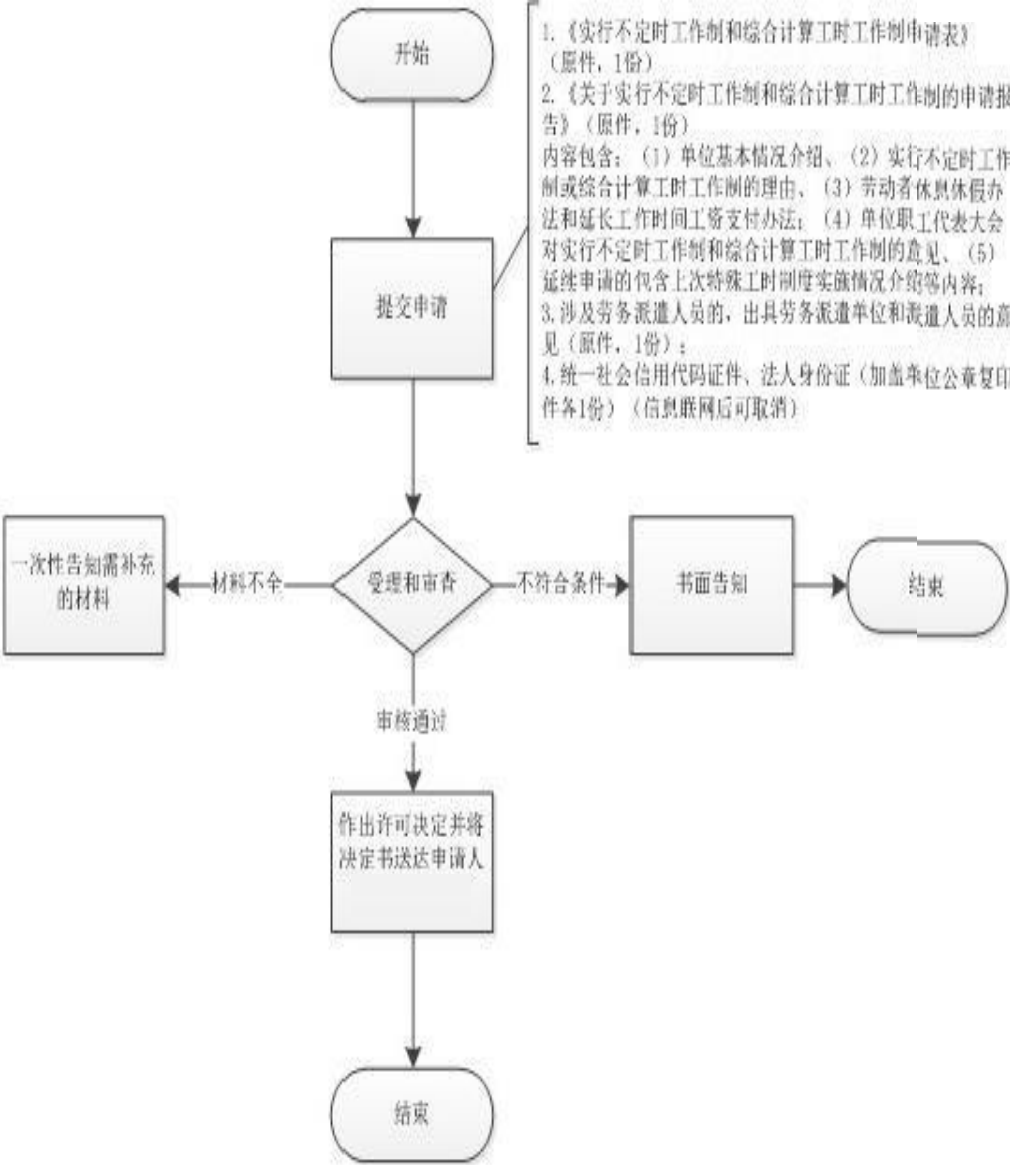 开始
1.《实行不定时工作制和综合计算工时工作制申请表》
（原件，1份）
2.《关于实行不定时工作制和综合计算工时工作制的申请报
告》（原件，1份）
内容包含：（1）单位基本情况介绍、（2）实行不定时工作
制或综合计算工时工作制的理由、（3）劳动者休息休假办
法和延长工作时间工资支付办法；（4）单位职工代表大会
对实行不定时工作制和综合计算工时工作制的意见、（5）
延续申请的包含上次特殊工时制度实施情况介绍等内容；
3.涉及劳务派遣人员的，出具劳务派遣单位和派遣人员的意
见（原件，1份）；
4.统一社会信用代码证件、法人身份证（加盖单位公章复印
件各1份）（信息联网后可取消）
提交申请
一次性告知需补充
的材料
材料不全
受理和审查
不符合条件
书面告知
结束
审核通过
作出许可决定并将
决定书送达申请人
结束